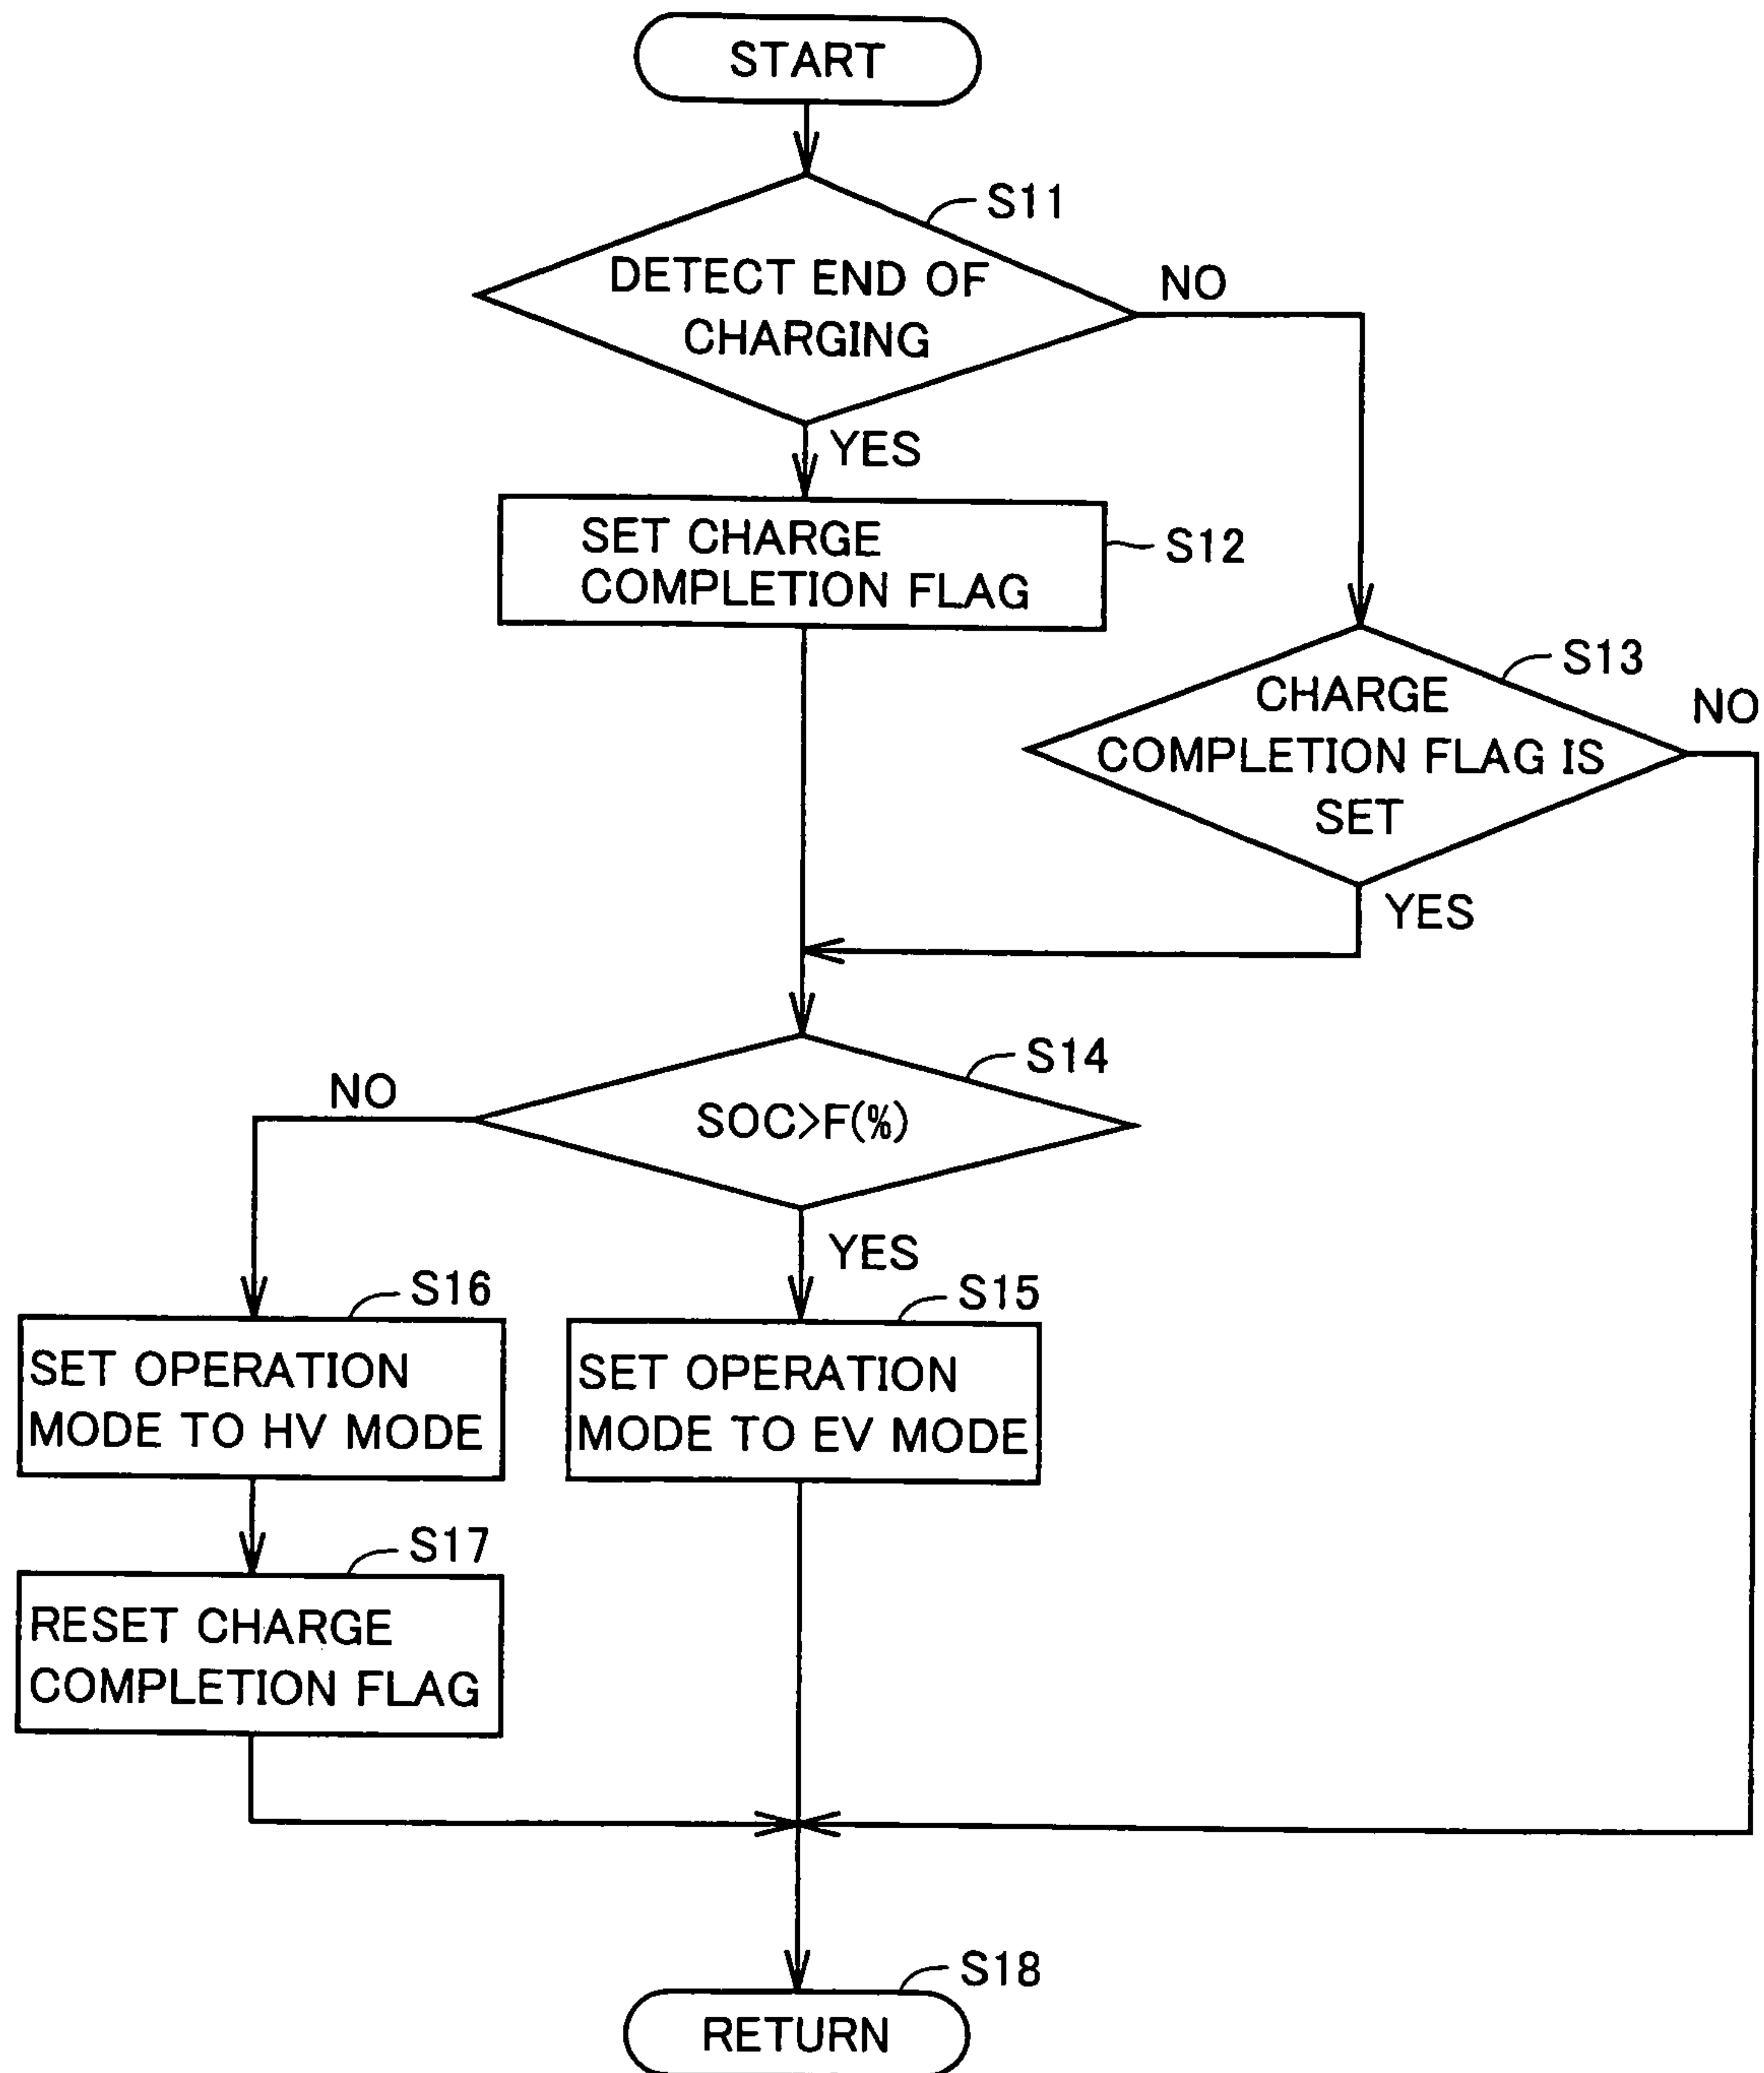 START
S11
DETECT END OF
CHARGING
NO
YES
SET CHARGE
COMPLETION FLAG
S12
S13
CHARGE
COMPLETION FLAG IS
SET
NO
YES
S14
SOC>F(%)
NO
YES
S16
SET OPERATION
MODE TO HV MODE
S15
SET OPERATION
MODE TO EV MODE
S17
RESET CHARGE
COMPLETION FLAG
S18
RETURN